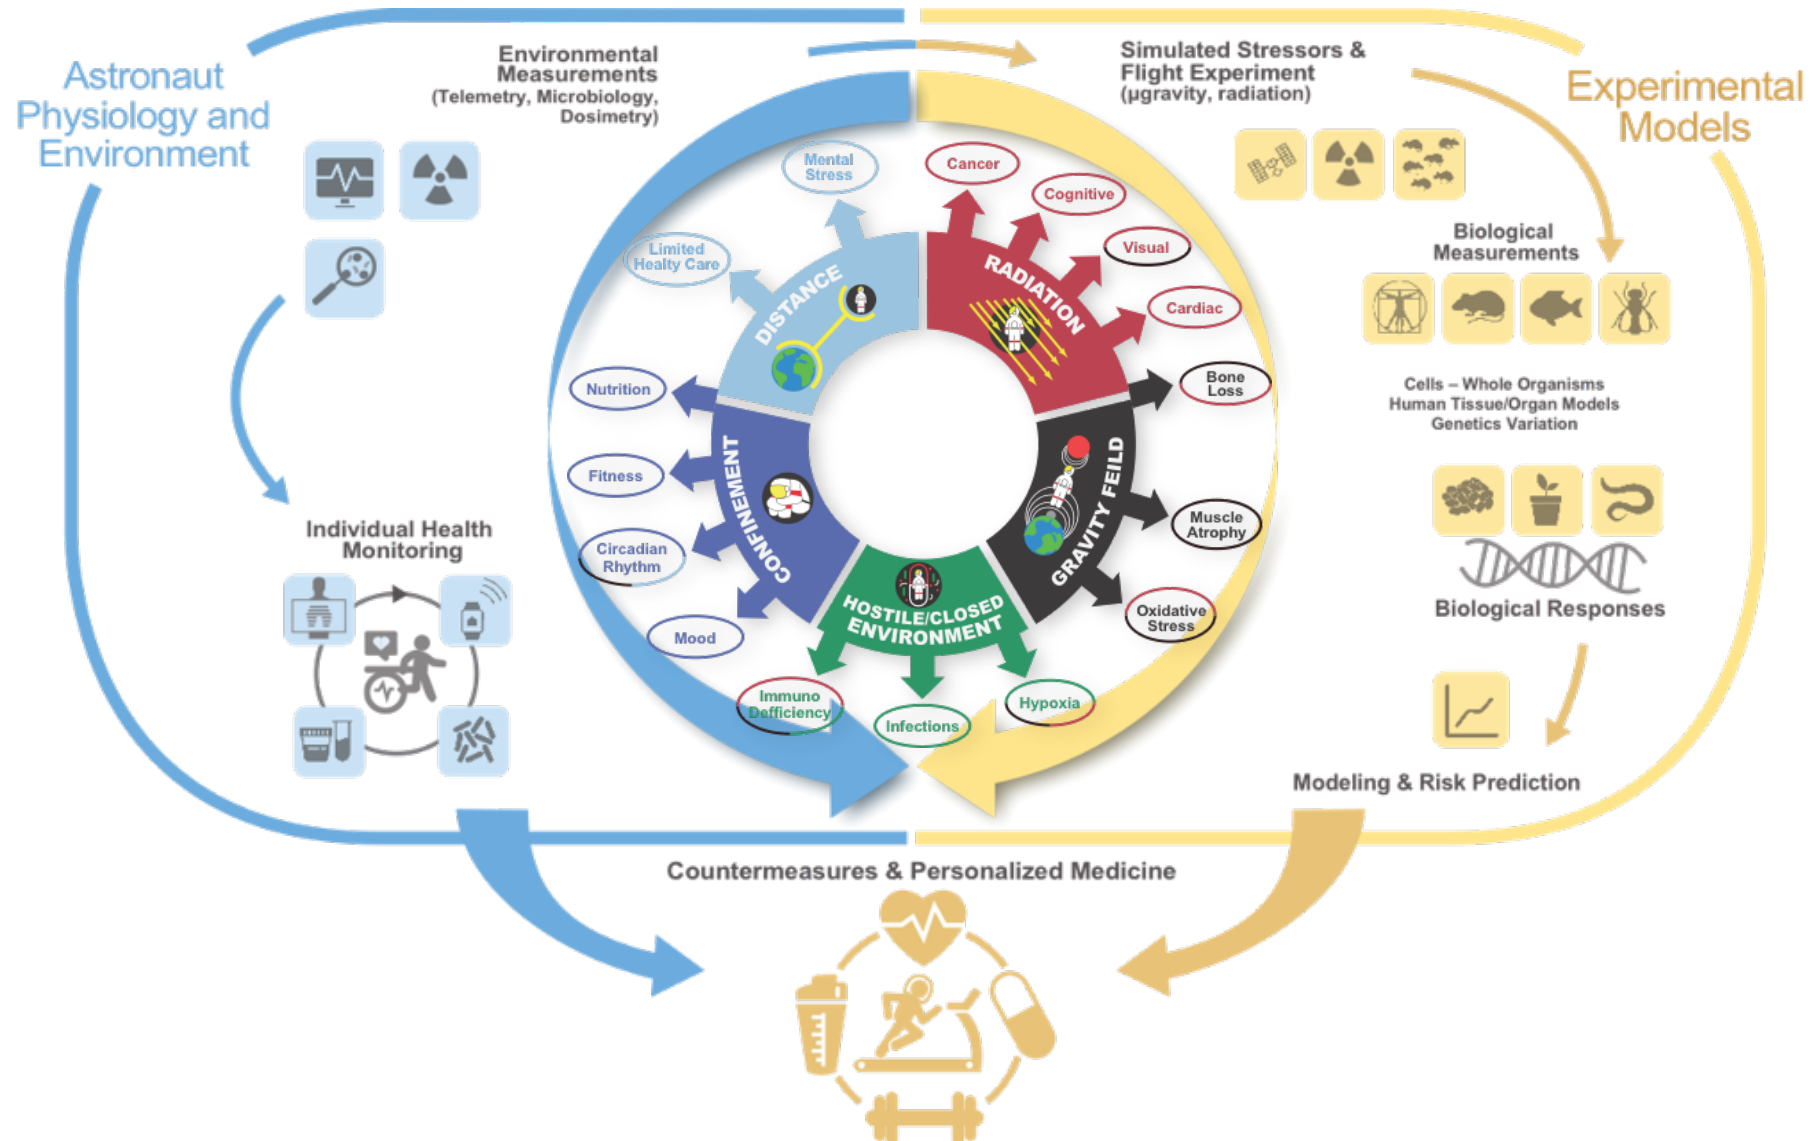 Astronaut
Physiology and
Environment
Environmental
Measurements
(Telemetry, Microbiology,
Dosimetry)
Simulated Stressors &
Flight Experiment
(µgravity, radiation)
Experimental
Models
Mental
Stress
Limited
Healty Care
DISTANCE
Cancer
Cognitive
Visual
Cardiac
RADIATION
Bone
Loss
Muscle
Atrophy
Oxidative
Stress
GRAVITY FEILD
Hypoxia
Infections
Immuno
Defficiency
HOSTILE/CLOSED
ENVIRONMENT
Nutrition
Fitness
Circadian
Rhythm
Mood
CONFINEMENT
Individual Health
Monitoring
Biological
Measurements
Cells – Whole Organisms
Human Tissue/Organ Models
Genetics Variation
Biological Responses
Modeling & Risk Prediction
Countermeasures & Personalized Medicine